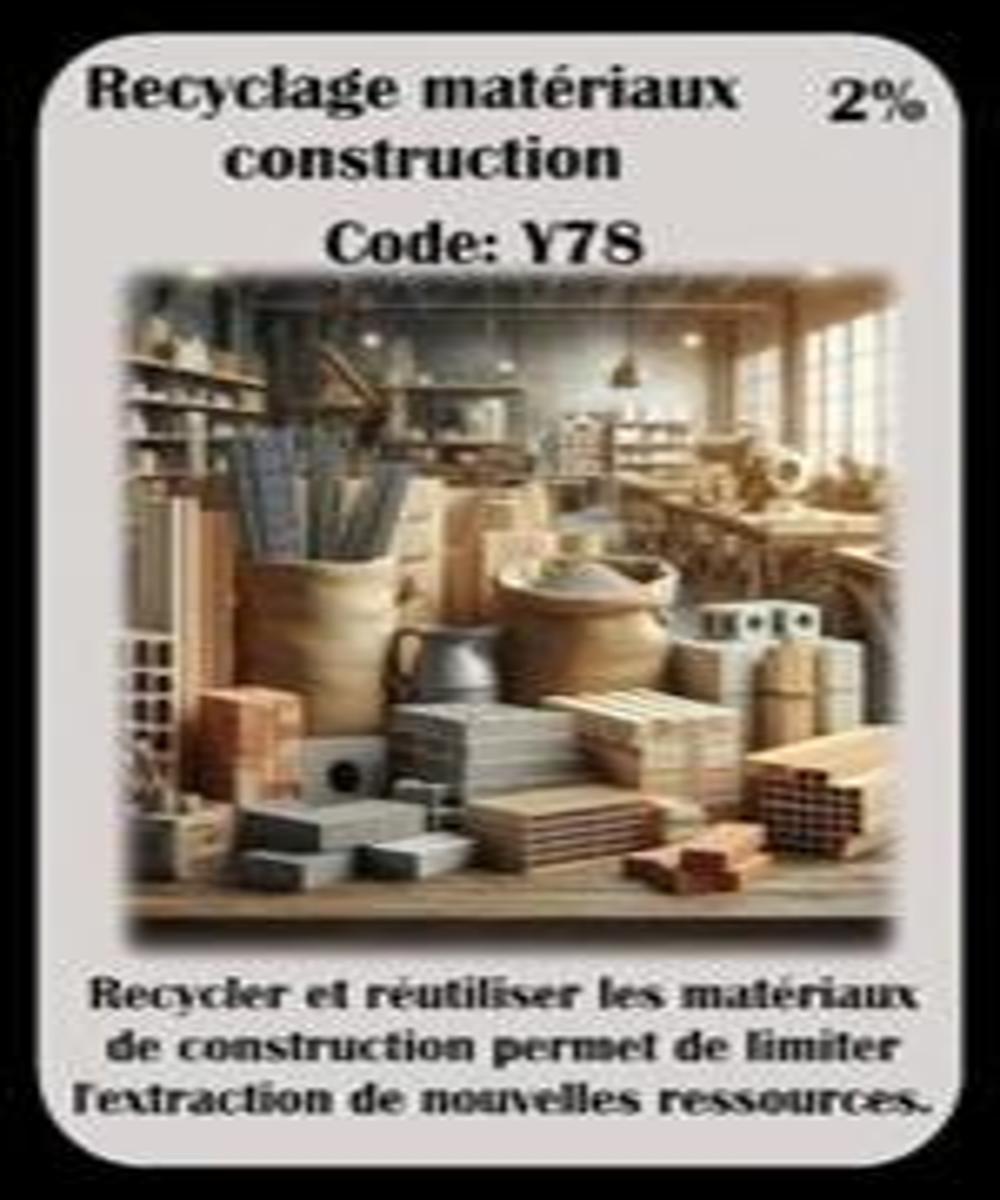 Recyclage matériaux 2%
construction
Code: Y78
Recycler et réutiliser les matériaux
de construction permet de limiter
l'extraction de nouvelles ressources.